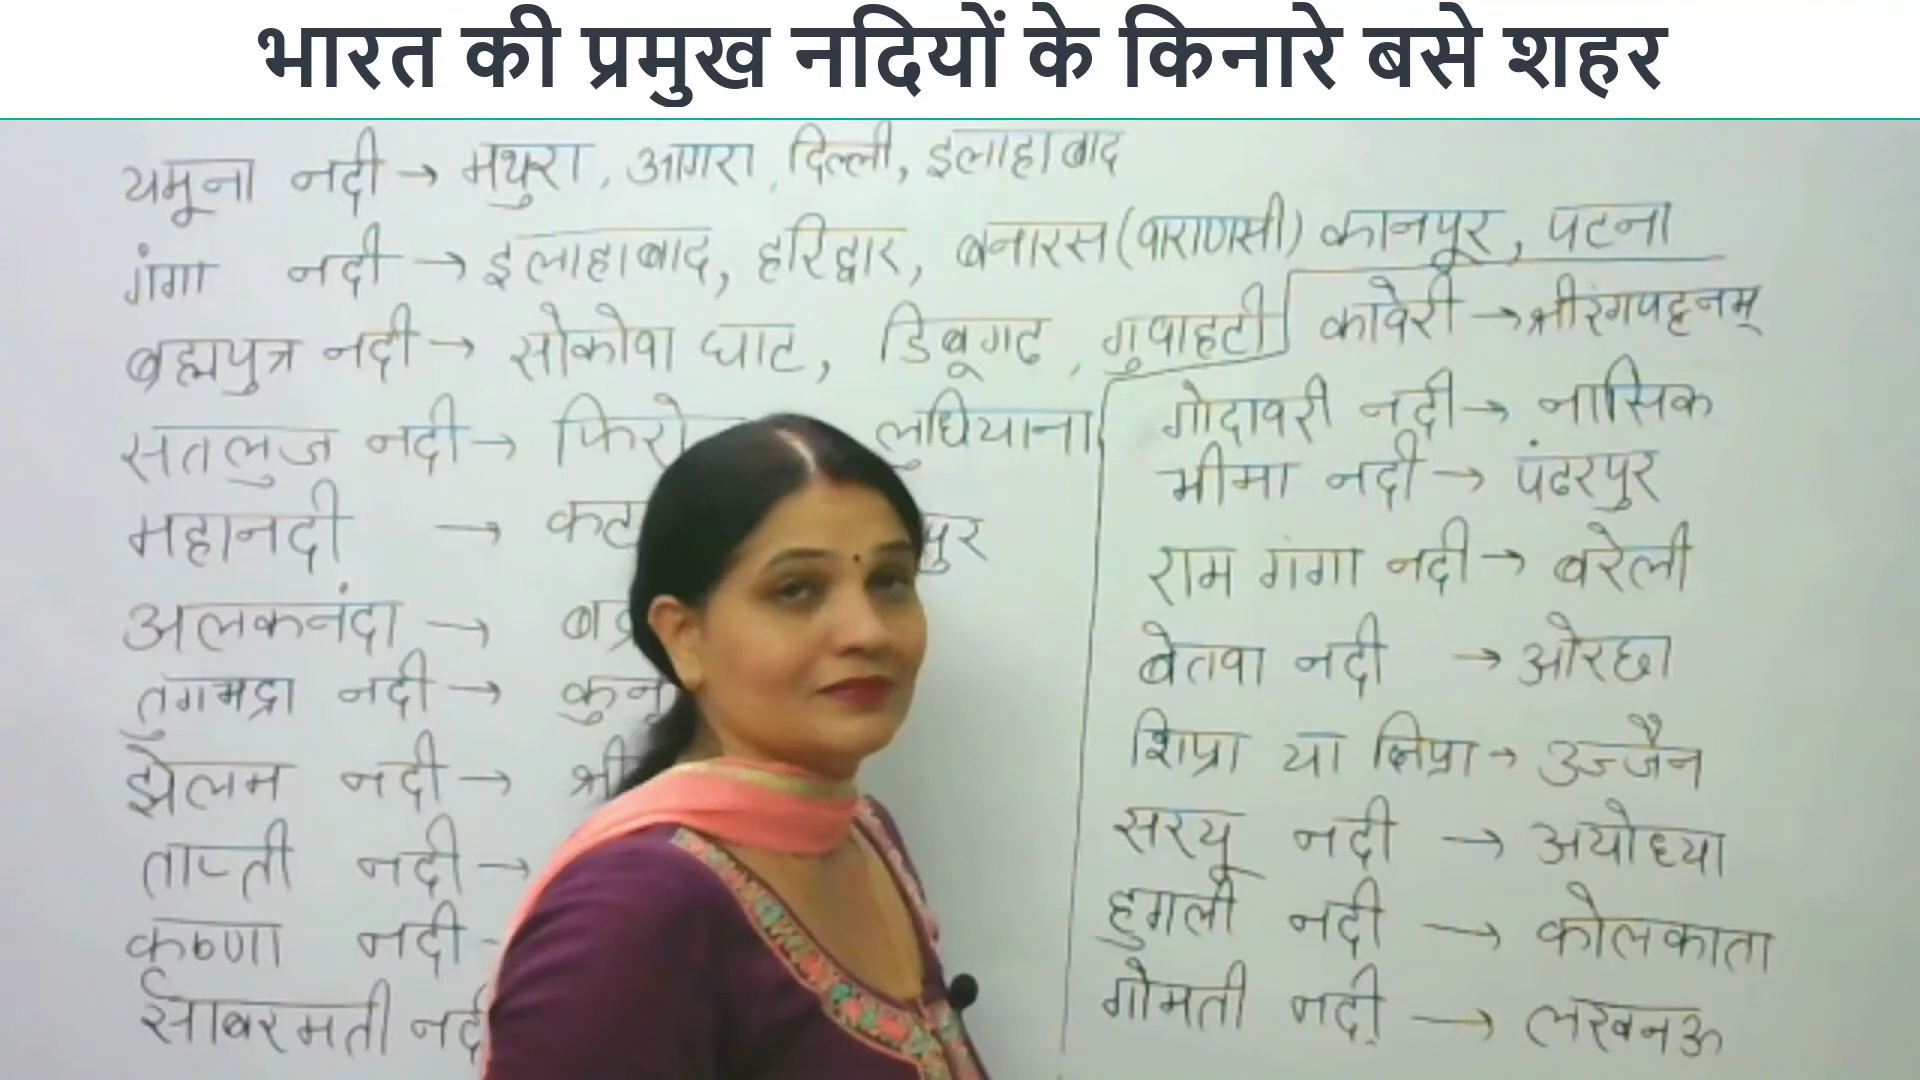 भारत की प्रमुख नदियों के किनारे बसे शहर
यमूना नदी → मथुरा, आगरा, दिल्ली, इलाहाबाद
गंगा नदी → इलाहाबाद, हरिद्वार, बनारस (वाराणसी) कानपूर, पटना
ब्रह्मपुत्र नदी → सोकोवा घाट, डिबूगढ, गुवाहटी
सतलुज नदी → लुधियाना
महानदी →
अलकनंदा →
तुंगभद्रा नदी →
झेलम नदी →
ताप्ती नदी →
कृष्णा नदी
साबरमती नदी
कावेरी → श्रीरंगपट्टनम्
गोदावरी नदी → नासिक
भीमा नदी → पंढरपुर
राम गंगा नदी → बरेली
बेतवा नदी → ओरछा
शिप्रा या क्षिप्रा → उज्जैन
सरयू नदी → अयोध्या
हुगली नदी → कोलकाता
गोमती नदी → लखनऊ